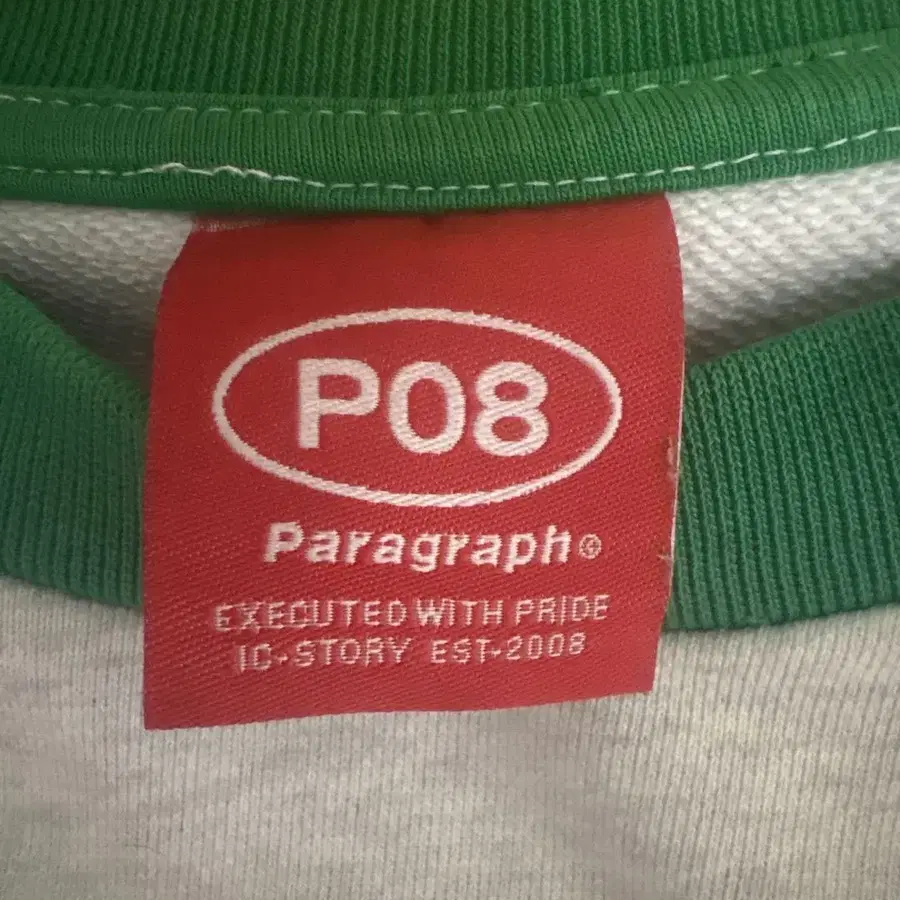 P08
Paragraph©
EXECUTED WITH PRIDE
IC-STORY EST-2008